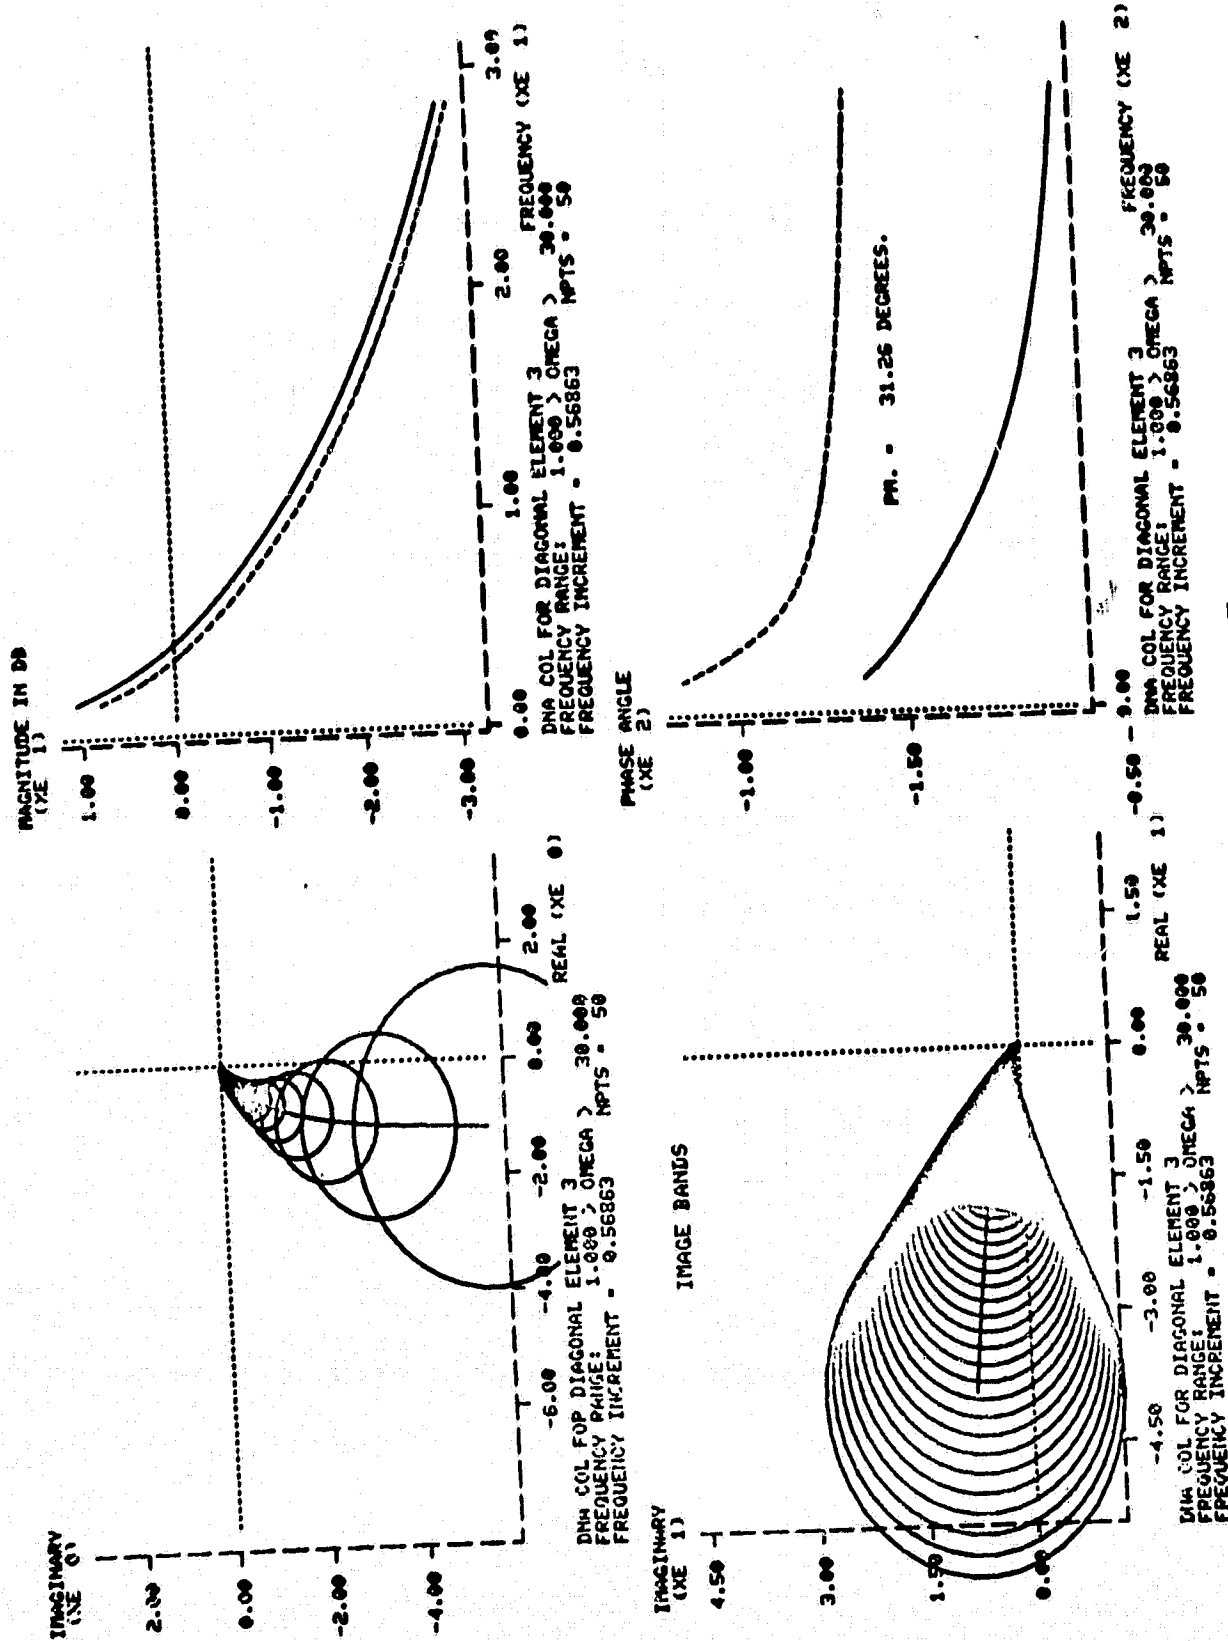 IMAGINARY
(XE 0)
2.00
0.00
-2.00
-4.00
-6.00
-4.00
-2.00
0.00
2.00
REAL (XE 0)
DNA COL FOR DIAGONAL ELEMENT 3
FREQUENCY RANGE: 1.000 > OMEGA > 30.000
FREQUENCY INCREMENT = 0.56863 NPTS = 50
MAGNITUDE IN DB
(XE 1)
1.00
0.00
-1.00
-2.00
-3.00
0.00
1.00
2.00
3.09
FREQUENCY (XE 1)
DNA COL FOR DIAGONAL ELEMENT 3
FREQUENCY RANGE: 1.000 > OMEGA > 30.000
FREQUENCY INCREMENT = 0.56863 NPTS = 50
IMAGINARY
(XE 1)
IMAGE BANDS
4.50
3.00
1.50
0.00
-4.50
-3.00
-1.50
0.00
1.50
REAL (XE 1)
DNA COL FOR DIAGONAL ELEMENT 3
FREQUENCY RANGE: 1.000 > OMEGA > 30.000
FREQUENCY INCREMENT = 0.56863 NPTS = 50
PHASE ANGLE
(XE 2)
-1.00
-1.50
PM. = 31.26 DEGREES.
-0.50
-0.00
FREQUENCY (XE 2)
DNA COL FOR DIAGONAL ELEMENT 3
FREQUENCY RANGE: 1.000 > OMEGA > 30.000
FREQUENCY INCREMENT = 0.56863 NPTS = 50